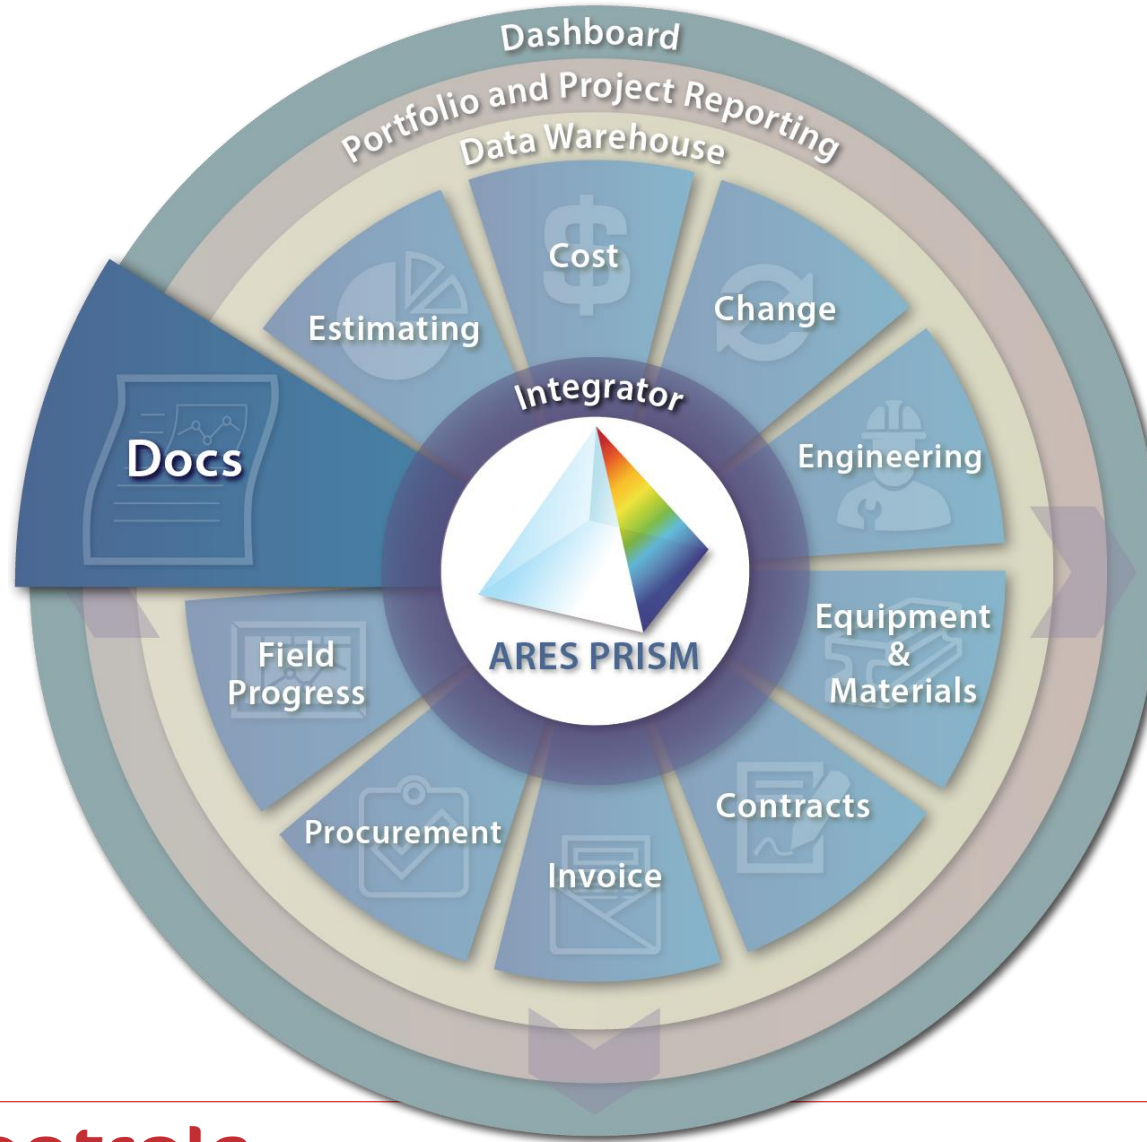 Dashboard
Portfolio and Project Reporting
Data Warehouse
Cost
Change
Estimating
Integrator
Engineering
Docs
Equipment
&
Materials
ARES PRISM
Field
Progress
Contracts
Procurement
Invoice